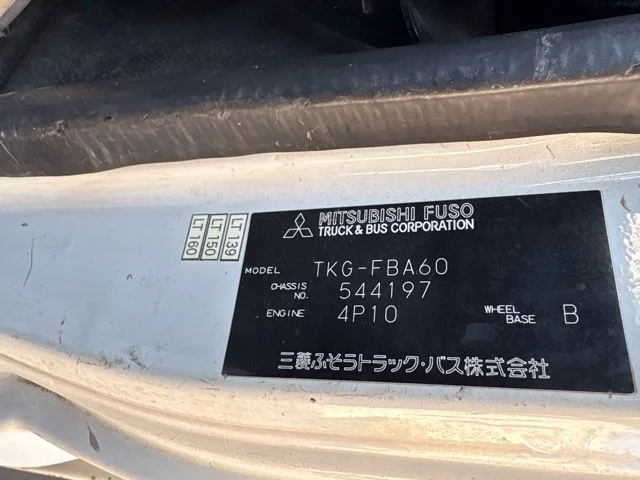 LT160
LT150
LT139
MITSUBISHI FUSO
TRUCK & BUS CORPORATION
MODEL TKG-FBA60
CHASSIS NO. 544197
ENGINE 4P10 WHEEL BASE B
三菱ふそうトラック・バス株式会社